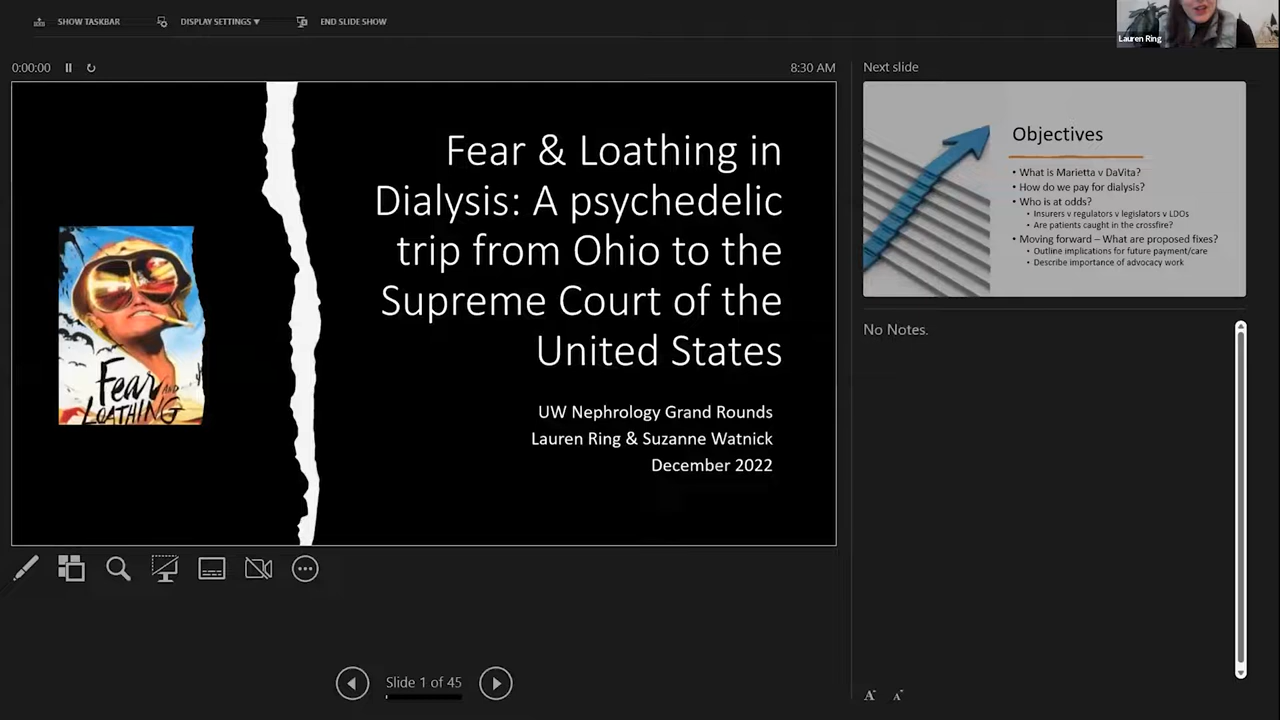 SHOW TASKBAR
DISPLAY SETTINGS ▼
END SLIDE SHOW
Lauren Ring
0:00:00
8:30 AM
Fear & Loathing in
Dialysis: A psychedelic
trip from Ohio to the
Supreme Court of the
United States
Fear AND
LOATHING
UW Nephrology Grand Rounds
Lauren Ring & Suzanne Watnick
December 2022
Slide 1 of 45
Next slide
Objectives
• What is Marietta v DaVita?
• How do we pay for dialysis?
• Who is at odds?
• Insurers v regulators v legislators v LDOs
• Are patients caught in the crossfire?
• Moving forward – What are proposed fixes?
• Outline implications for future payment/care
• Describe importance of advocacy work
No Notes.
A A